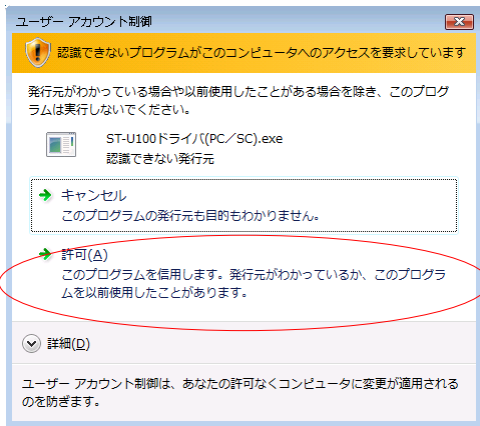 ユーザー アカウント制御
認識できないプログラムがこのコンピュータへのアクセスを要求しています
発行元がわかっている場合や以前使用したことがある場合を除き、このプログ
ラムは実行しないでください。
ST-U100ドライバ(PC／SC).exe
認識できない発行元
キャンセル
このプログラムの発行元も目的もわかりません。
許可(A)
このプログラムを信用します。発行元がわかっているか、このプログラ
ムを以前使用したことがあります。
詳細(D)
ユーザー アカウント制御は、あなたの許可なくコンピュータに変更が適用される
のを防ぎます。